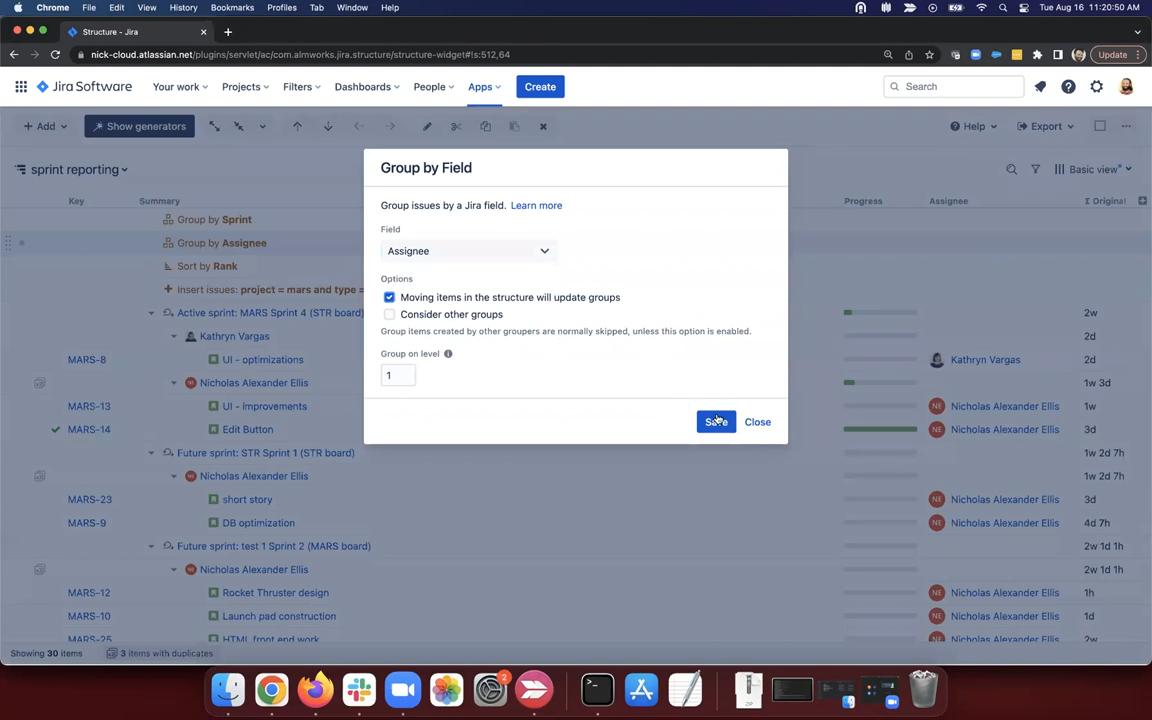 Chrome File Edit View History Bookmarks Profiles Tab Window Help Tue Aug 16 11:20:50 AM
Structure - Jira
nick-cloud.atlassian.net/plugins/servlet/ac/com.almworks.jira.structure/structure-widget#!s:512,64 Update
Jira Software Your work Projects Filters Dashboards People Apps Create Search
Add Show generators Help Export
sprint reporting Basic view*
Key Summary Progress Assignee Σ Original
Group by Sprint
Group by Assignee
Sort by Rank
Insert issues: project = mars and type =
Active sprint: MARS Sprint 4 (STR board) 2w
Kathryn Vargas 2d
MARS-8 UI - optimizations Kathryn Vargas 2d
NE Nicholas Alexander Ellis 1w 3d
MARS-13 UI - improvements NE Nicholas Alexander Ellis 1w
MARS-14 Edit Button NE Nicholas Alexander Ellis 3d
Future sprint: STR Sprint 1 (STR board) 1w 2d 7h
NE Nicholas Alexander Ellis 1w 2d 7h
MARS-23 short story NE Nicholas Alexander Ellis 3d
MARS-9 DB optimization NE Nicholas Alexander Ellis 4d 7h
Future sprint: test 1 Sprint 2 (MARS board) 2w 1d 1h
NE Nicholas Alexander Ellis 2w 1d 1h
MARS-12 Rocket Thruster design NE Nicholas Alexander Ellis 1h
MARS-10 Launch pad construction NE Nicholas Alexander Ellis 1d
MARS-25 HTML front end work NE Nicholas Alexander Ellis 2w
Showing 30 items 3 items with duplicates
Group by Field
Group issues by a Jira field. Learn more
Field
Assignee
Options
Moving items in the structure will update groups
Consider other groups
Group items created by other groupers are normally skipped, unless this option is enabled.
Group on level
1
Save Close
2
ZIP